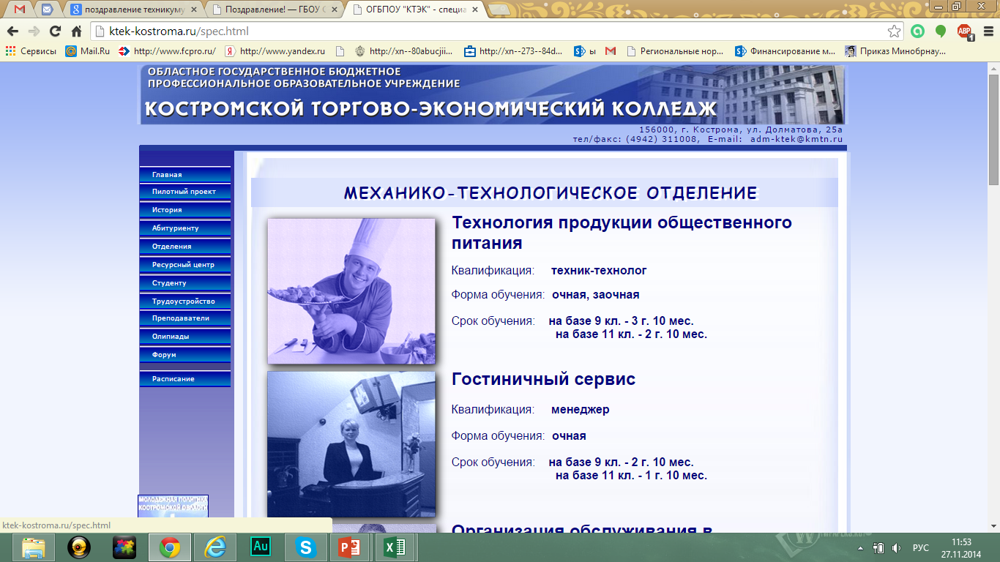 поздравление техникуму
Поздравление! — ГБОУ С
ОГБПОУ "КТЭК" - специа
ktek-kostroma.ru/spec.html
ABP
1
Сервисы
Mail.Ru
http://www.fcpro.ru/
http://www.yandex.ru
http://xn--80abucjii...
http://xn--273--84d...
ы
Региональные нор...
Финансирование м...
Приказ Минобрнау...
ОБЛАСТНОЕ ГОСУДАРСТВЕННОЕ БЮДЖЕТНОЕ
ПРОФЕССИОНАЛЬНОЕ ОБРАЗОВАТЕЛЬНОЕ УЧРЕЖДЕНИЕ
КОСТРОМСКОЙ ТОРГОВО-ЭКОНОМИЧЕСКИЙ КОЛЛЕДЖ
156000, г. Кострома, ул. Долматова, 25а
тел/факс: (4942) 311008, E-mail: adm-ktek@kmtn.ru
Главная
Пилотный проект
История
Абитуриенту
Отделения
Ресурсный центр
Студенту
Трудоустройство
Преподаватели
Олипиады
Форум
Расписание
МОЛОДЕЖНАЯ ПОЛИТИКА
КОСТРОМСКОЙ ОБЛАСТИ
МЕХАНИКО-ТЕХНОЛОГИЧЕСКОЕ ОТДЕЛЕНИЕ
Технология продукции общественного
питания
Квалификация: техник-технолог
Форма обучения: очная, заочная
Срок обучения: на базе 9 кл. - 3 г. 10 мес.
на базе 11 кл. - 2 г. 10 мес.
Гостиничный сервис
Квалификация: менеджер
Форма обучения: очная
Срок обучения: на базе 9 кл. - 2 г. 10 мес.
на базе 11 кл. - 1 г. 10 мес.
Организация обслуживания в
ktek-kostroma.ru/spec.html
Au
РУС
11:53
27.11.2014